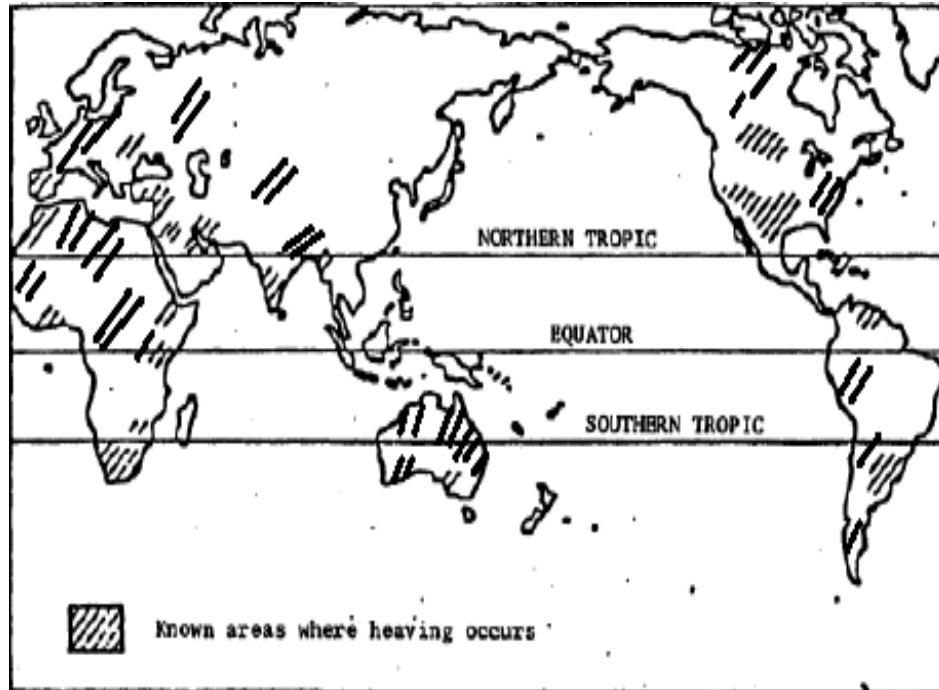 NORTHERN TROPIC
EQUATOR
SOUTHERN TROPIC
Known areas where heaving occurs